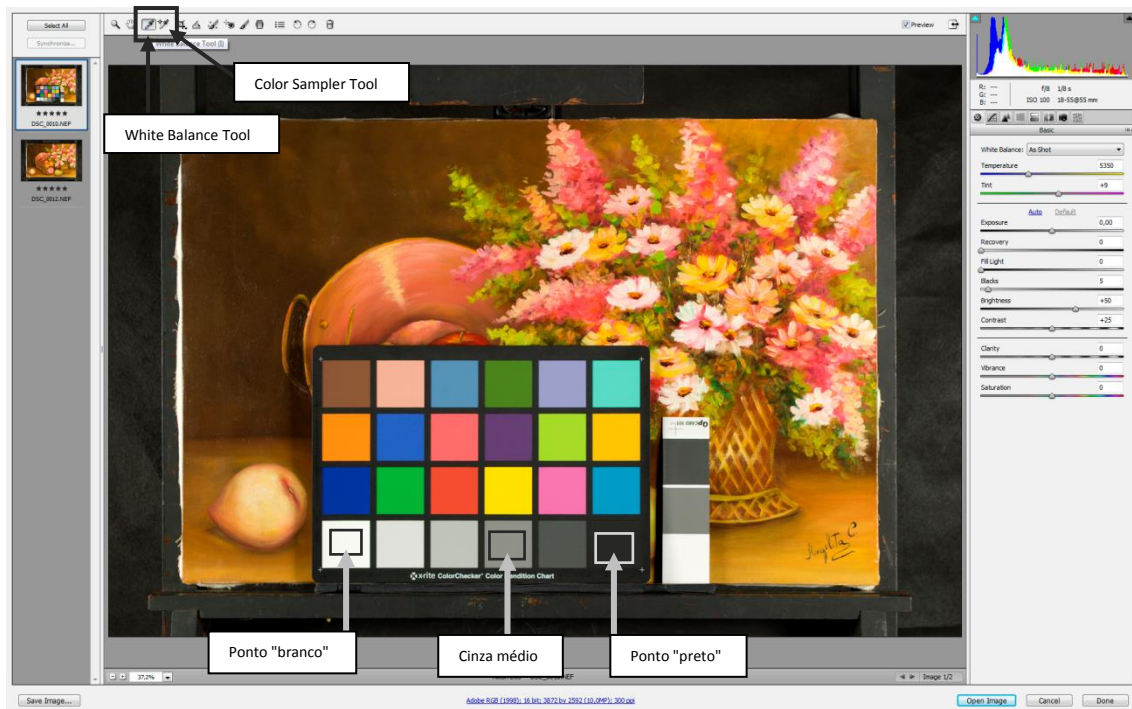 Select All
Synchronize...
Preview
White Balance Tool (I)
Color Sampler Tool
White Balance Tool
DSC_0010.NEF
DSC_0012.NEF
R: ---
G: ---
B: ---
f/8 1/8 s
ISO 100 18-55@55 mm
Basic
White Balance: As Shot
Temperature 5350
Tint +9
Auto Default
Exposure 0,00
Recovery 0
Fill Light 0
Blacks 5
Brightness +50
Contrast +25
Clarity 0
Vibrance 0
Saturation 0
x-rite ColorChecker® Color Rendition Chart
Ponto "branco"
Cinza médio
Ponto "preto"
37,2%
Image 1/2
Save Image...
Adobe RGB (1998); 16 bit; 3872 by 2592 (10,0MP); 300 ppi
Open Image
Cancel
Done